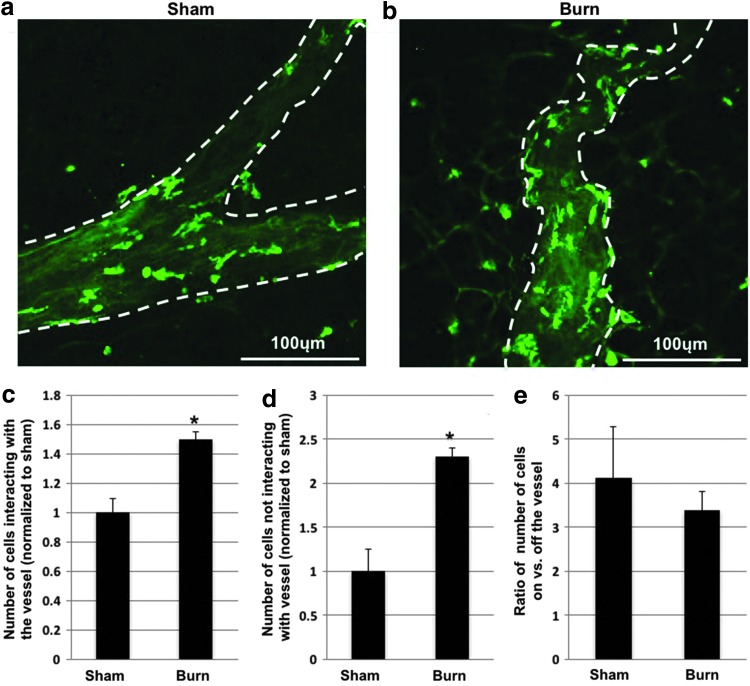 a Sham
b Burn
100μm
100μm
c
Number of cells interacting with
the vessel (normalized to sham)
1.8
1.6
1.4
1.2
1
0.8
0.6
0.4
0.2
0
*
Sham Burn
d
Number of cells not interacting
with vessel (normalized to sham)
3
2.5
2
1.5
1
0.5
0
*
Sham Burn
e
Ratio of number of cells
on vs. off the vessel
6
5
4
3
2
1
0
Sham Burn